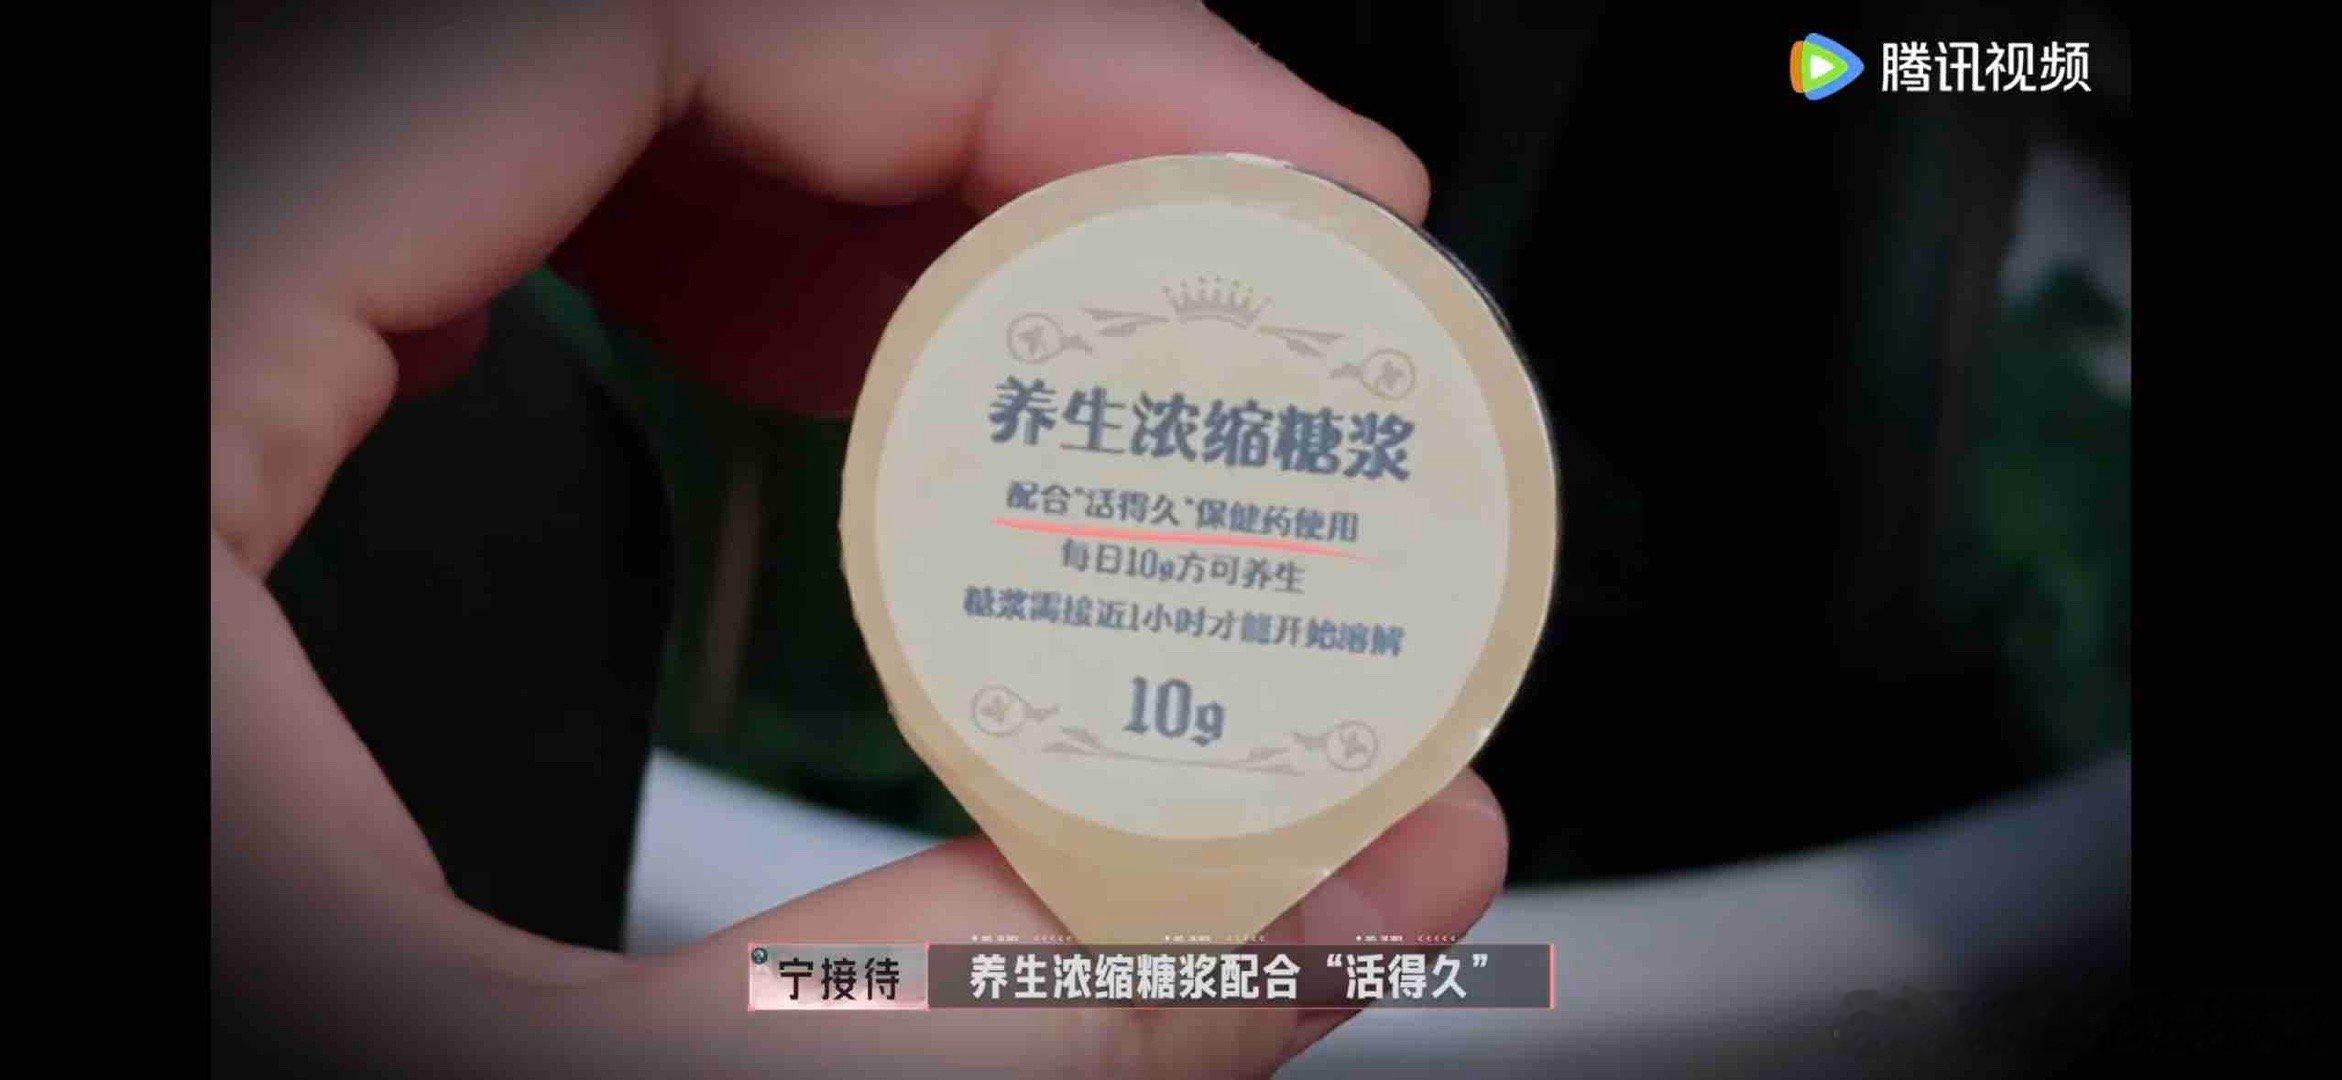 腾讯视频
养生浓缩糖浆
配合"活得久"保健药使用
每日10g方可养生
糖浆需接近1小时才能开始溶解
10g
宁接待
养生浓缩糖浆配合“活得久”